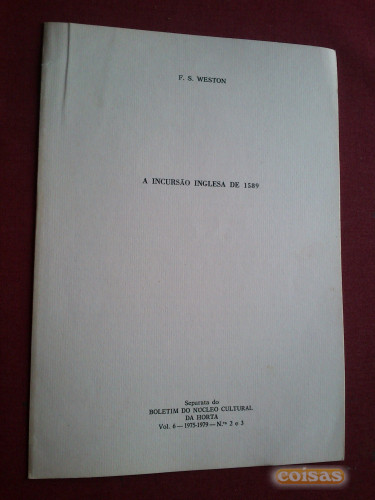 F. S. WESTON
A INCURSÃO INGLESA DE 1589
Separata do
BOLETIM DO NÚCLEO CULTURAL
DA HORTA
Vol. 6 — 1975-1979 — N.os 2 e 3
coisas